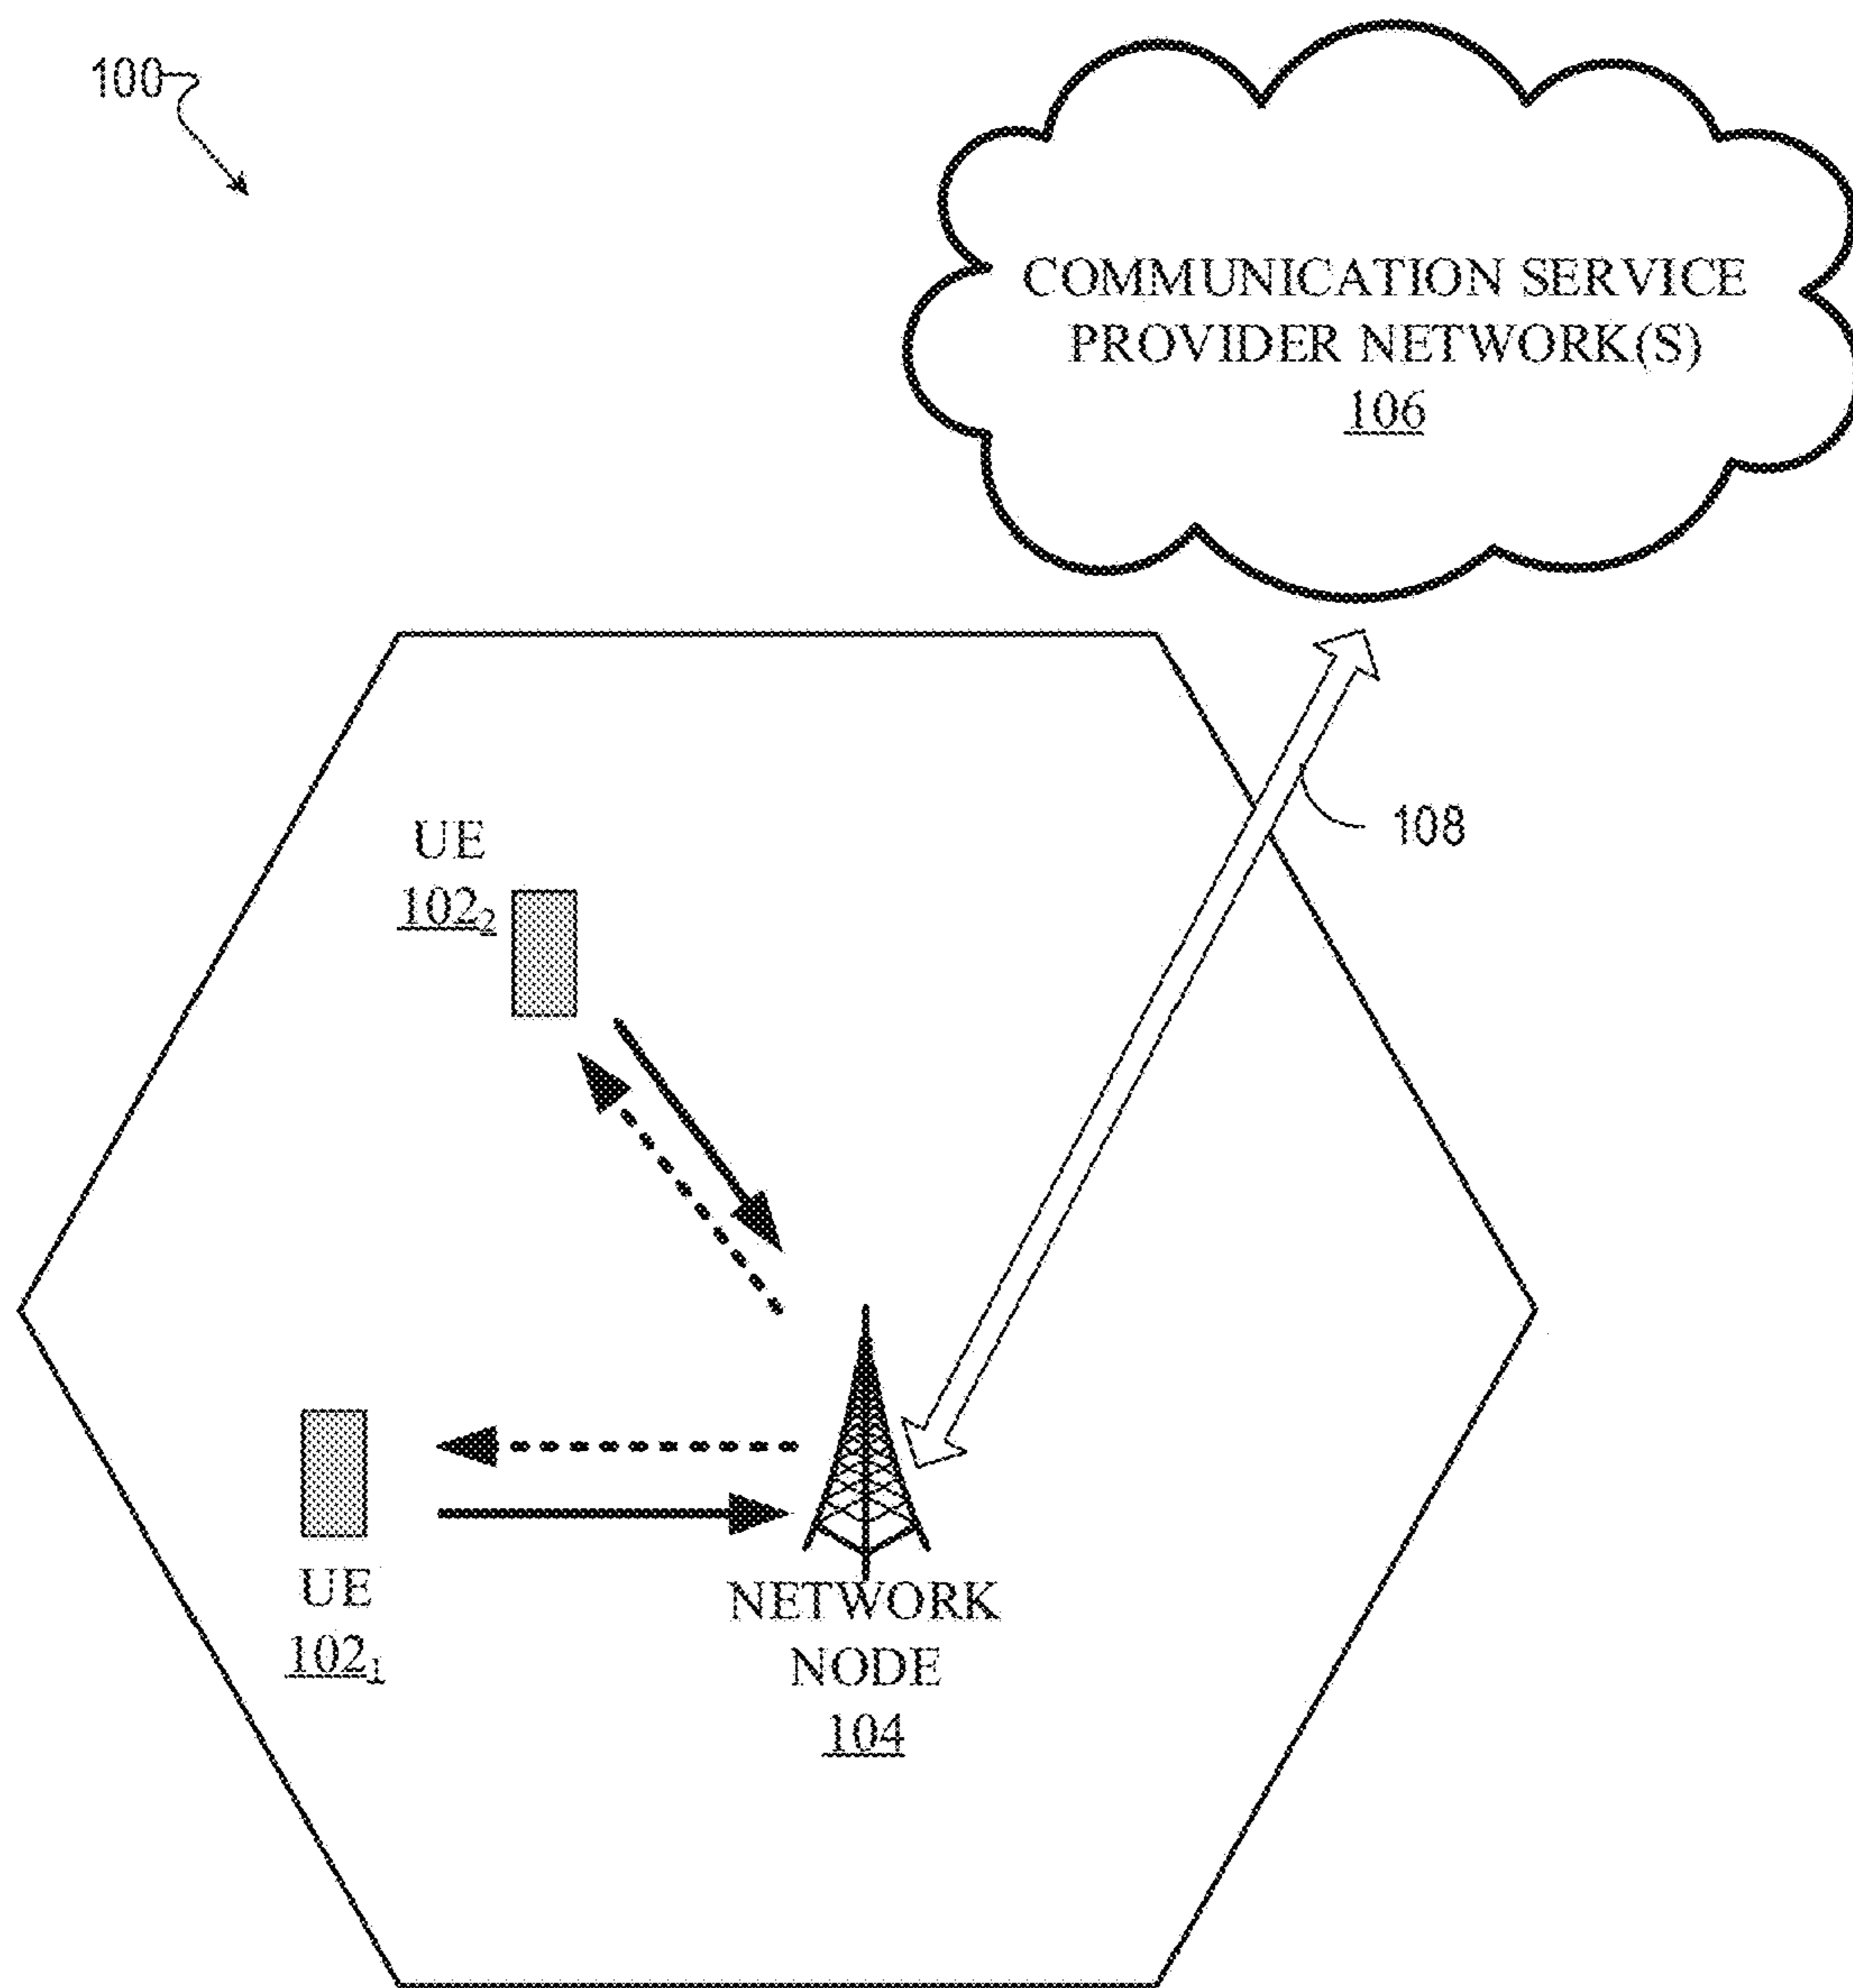 100
COMMUNICATION SERVICE
PROVIDER NETWORK(S)
106
108
UE
102₂
UE
102₁
NETWORK
NODE
104